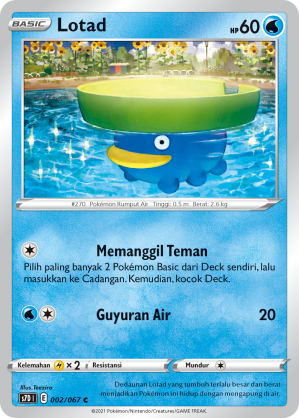 BASIC Lotad HP60
#270 Pokémon Rumput Air Tinggi: 0.5 m Berat: 2.6 kg
Memanggil Teman
Pilih paling banyak 2 Pokémon Basic dari Deck sendiri, lalu
masukkan ke Cadangan. Kemudian, kocok Deck.
Guyuran Air 20
Kelemahan ×2 Resistansi Mundur
Illus. Teeziro
S7D I E 002/067 C
Dedaunan Lotad yang tumbuh terlalu besar dan berat
menjadikan Pokémon ini hidup dengan mengapung di air.
©2021 Pokémon/Nintendo/Creatures/GAME FREAK.